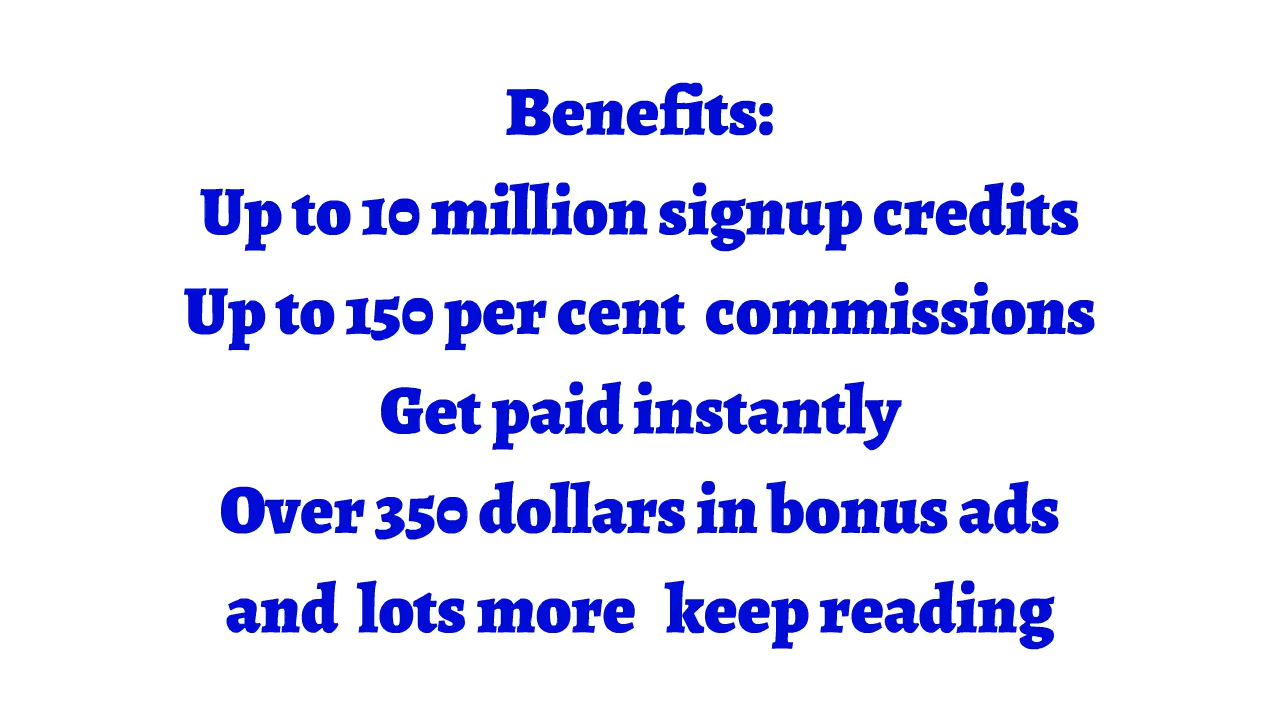 Benefits:
Up to 10 million signup credits
Up to 150 per cent commissions
Get paid instantly
Over 350 dollars in bonus ads
and lots more keep reading